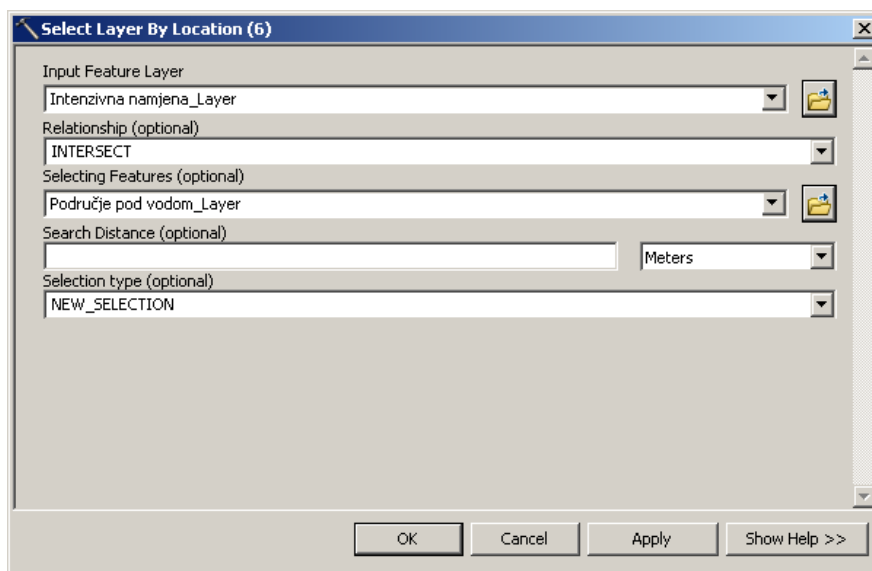 Select Layer By Location (6)
Input Feature Layer
Intenzivna namjena_Layer
Relationship (optional)
INTERSECT
Selecting Features (optional)
Područje pod vodom_Layer
Search Distance (optional)
Meters
Selection type (optional)
NEW_SELECTION
OK Cancel Apply Show Help >>